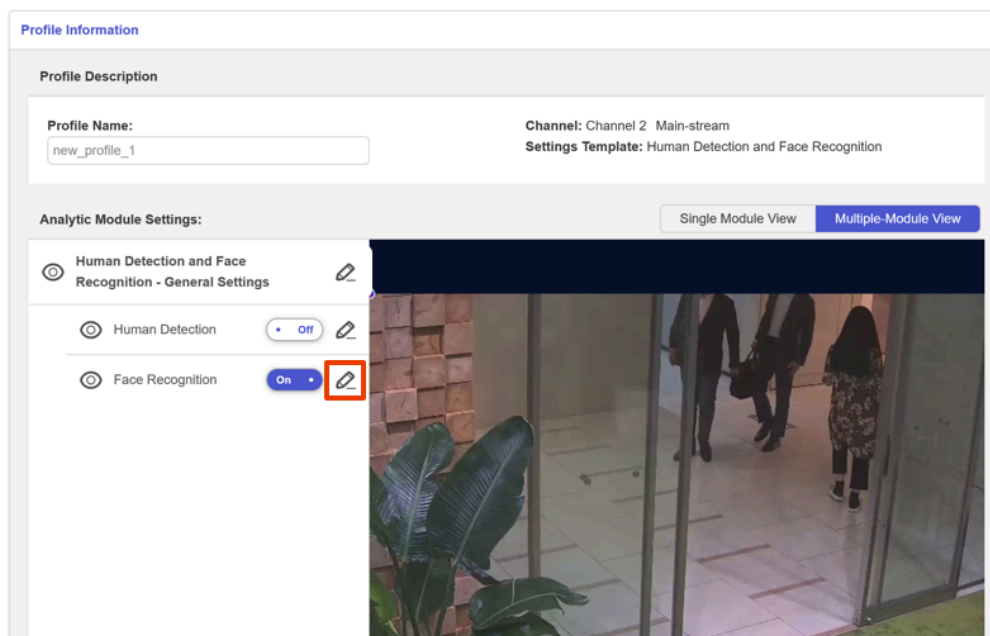 Profile Information
Profile Description
Profile Name:
new_profile_1
Channel: Channel 2 Main-stream
Settings Template: Human Detection and Face Recognition
Analytic Module Settings:
Single Module View
Multiple-Module View
Human Detection and Face
Recognition - General Settings
Human Detection
Off
Face Recognition
On